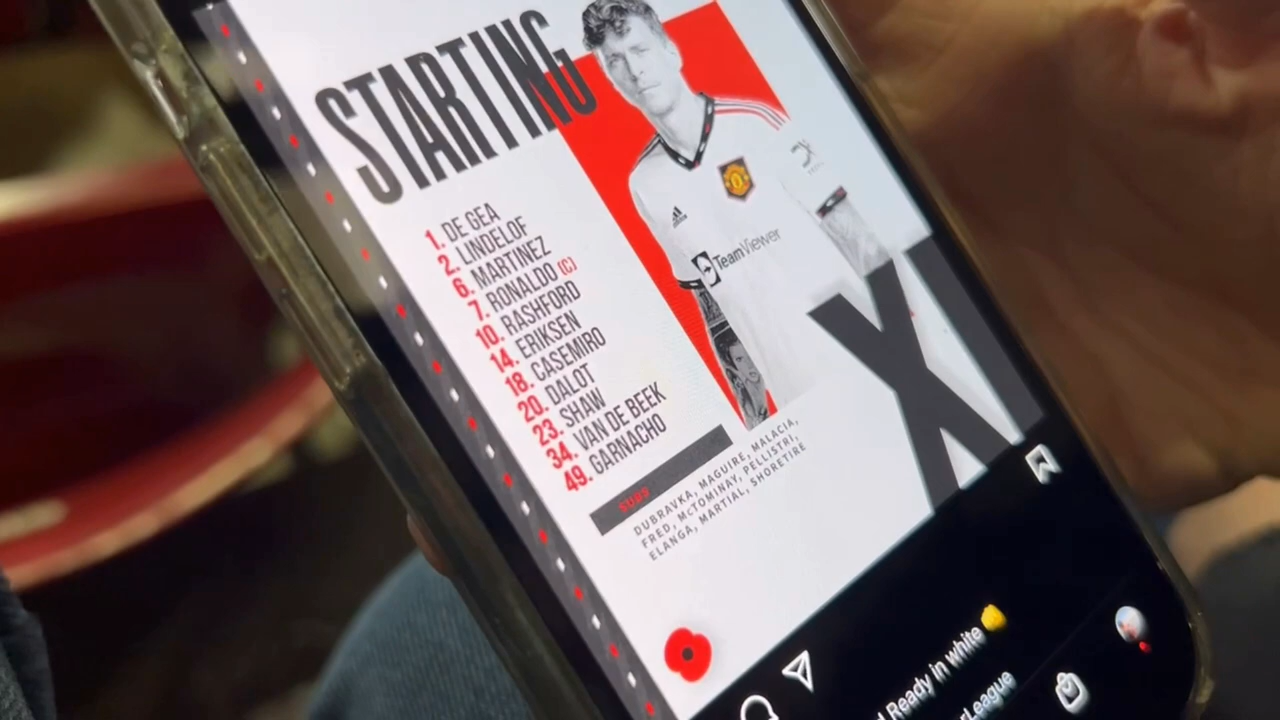 STARTING
XI
1. DE GEA
2. LINDELOF
6. MARTINEZ
7. RONALDO (C)
10. RASHFORD
14. ERIKSEN
18. CASEMIRO
20. DALOT
23. SHAW
34. VAN DE BEEK
49. GARNACHO
SUBS
DUBRAVKA, MAGUIRE, MALACIA,
FRED, McTOMINAY, PELLISTRI,
ELANGA, MARTIAL, SHORETIRE
TeamViewer
Ready in white
League